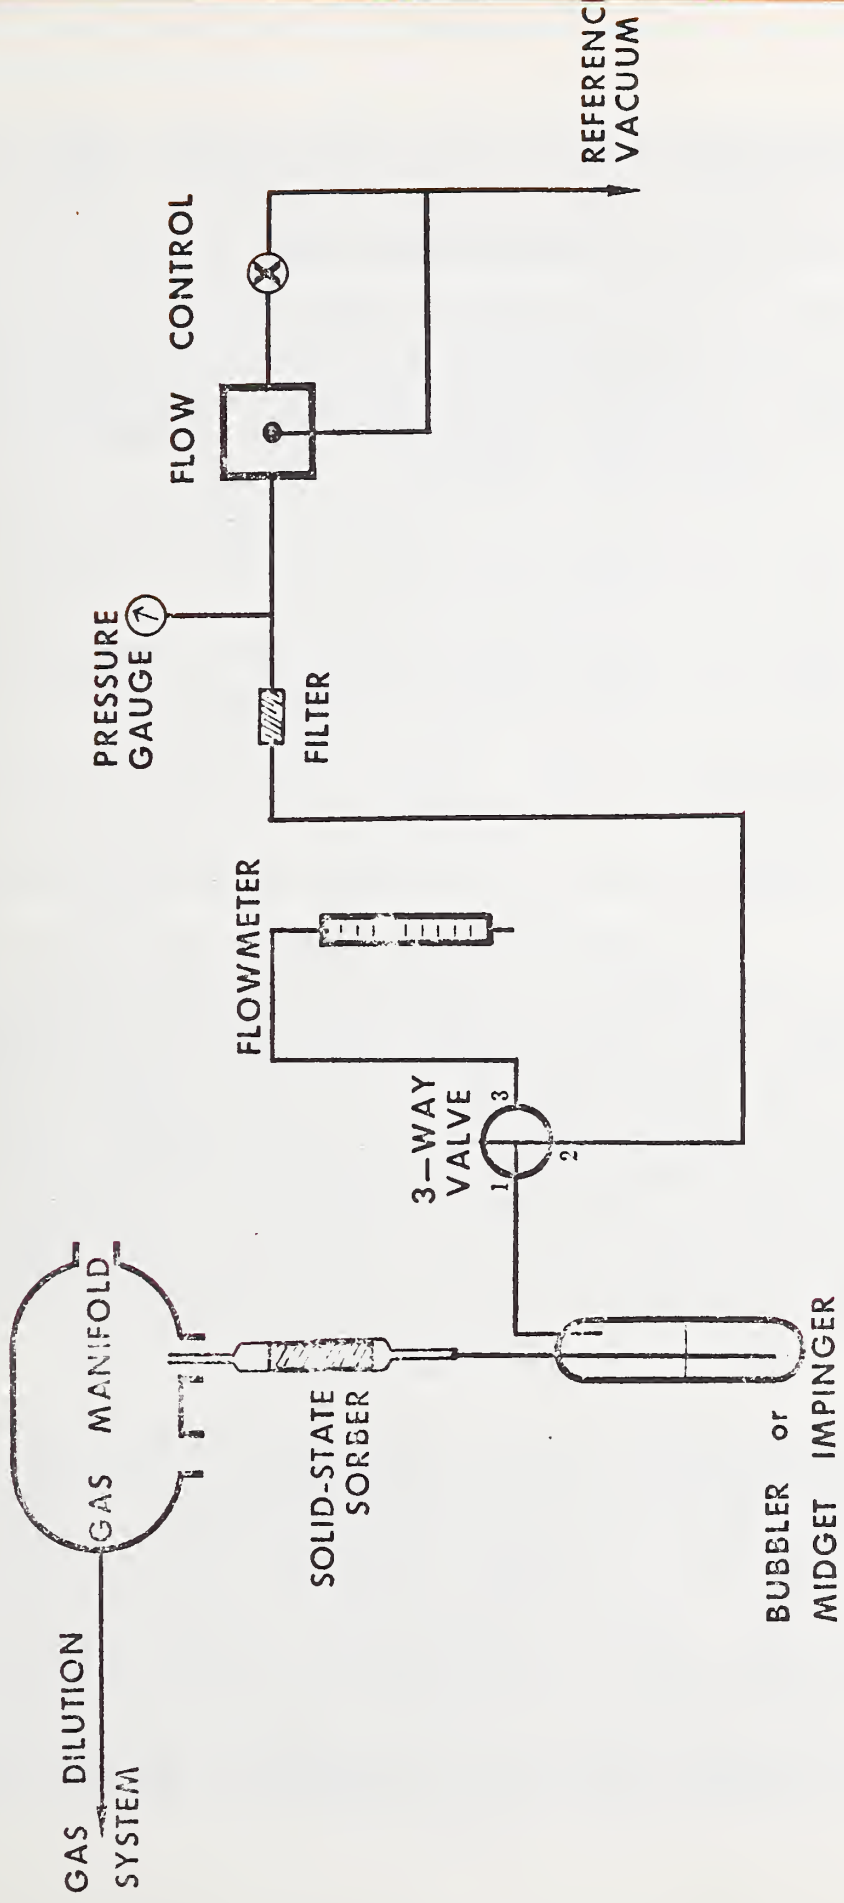 GAS DILUTION
SYSTEM
GAS MANIFOLD
SOLID-STATE
SORBER
BUBBLER or
MIDGET IMPINGER
3—WAY
VALVE
1
2
3
FLOWMETER
PRESSURE
GAUGE
FILTER
FLOW CONTROL
REFERENC
VACUUM